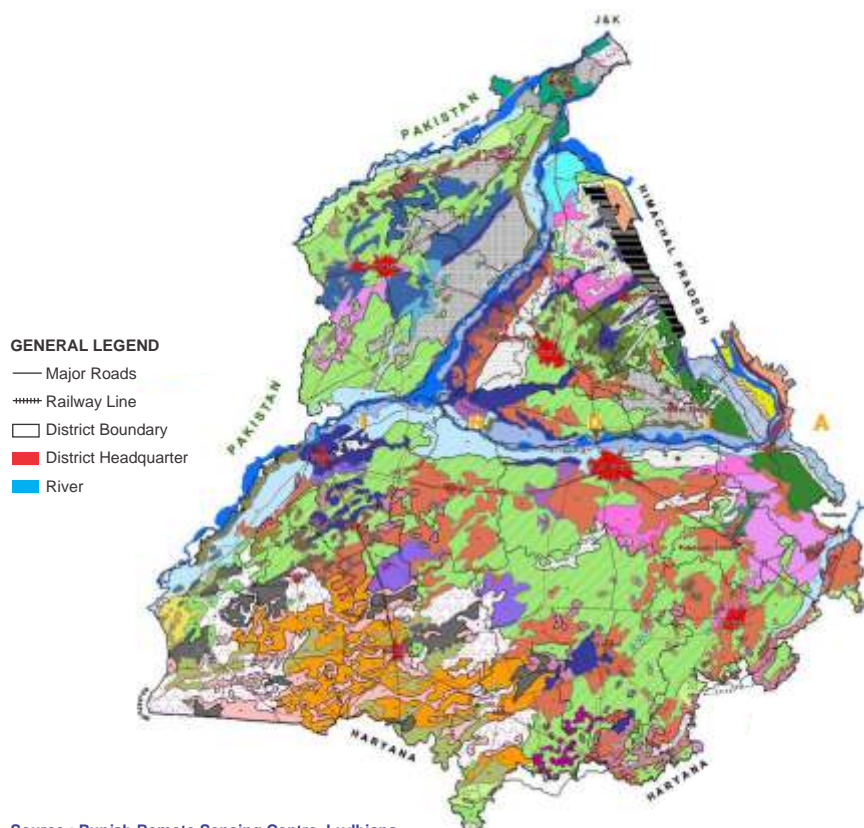 J&K
PAKISTAN
HIMACHAL PRADESH
GENERAL LEGEND
Major Roads
Railway Line
District Boundary
District Headquarter
River
PAKISTAN
A
HARYANA
HARYANA
Source : Punjab Remote Sensing Centre, Ludhiana